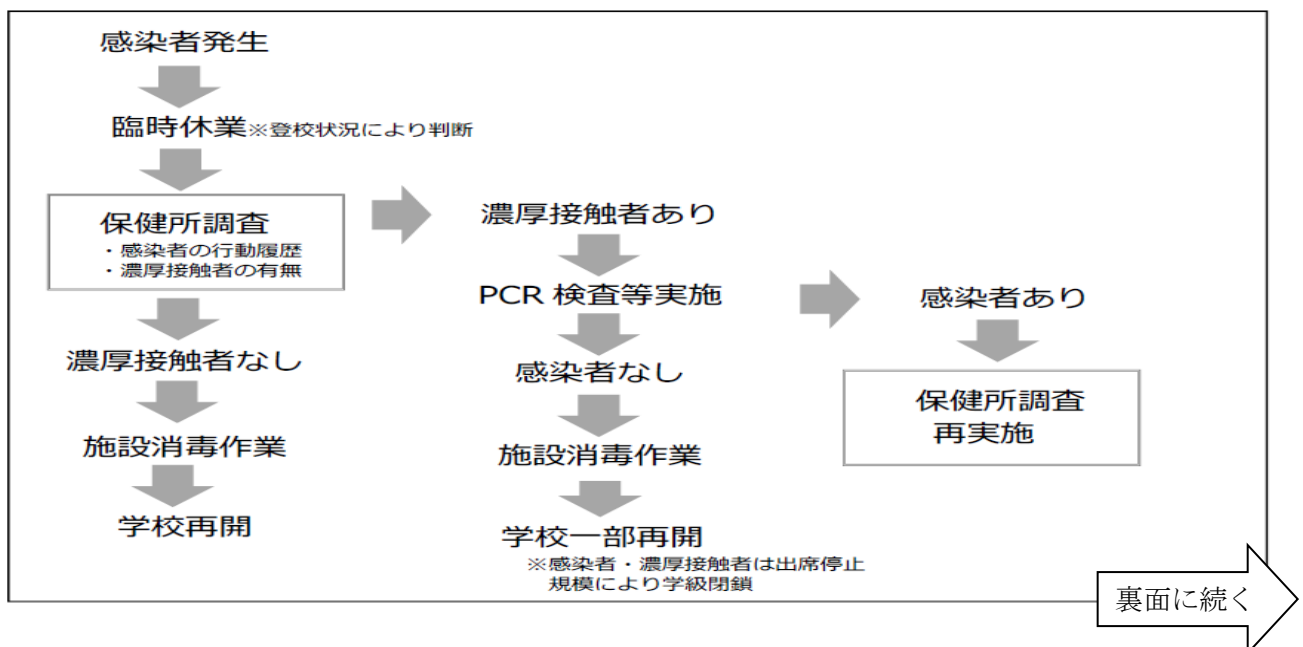 感染者発生
臨時休業※登校状況により判断
保健所調査
・感染者の行動履歴
・濃厚接触者の有無
濃厚接触者なし
施設消毒作業
学校再開
濃厚接触者あり
PCR 検査等実施
感染者なし
施設消毒作業
学校一部再開
※感染者・濃厚接触者は出席停止
規模により学級閉鎖
感染者あり
保健所調査
再実施
裏面に続く